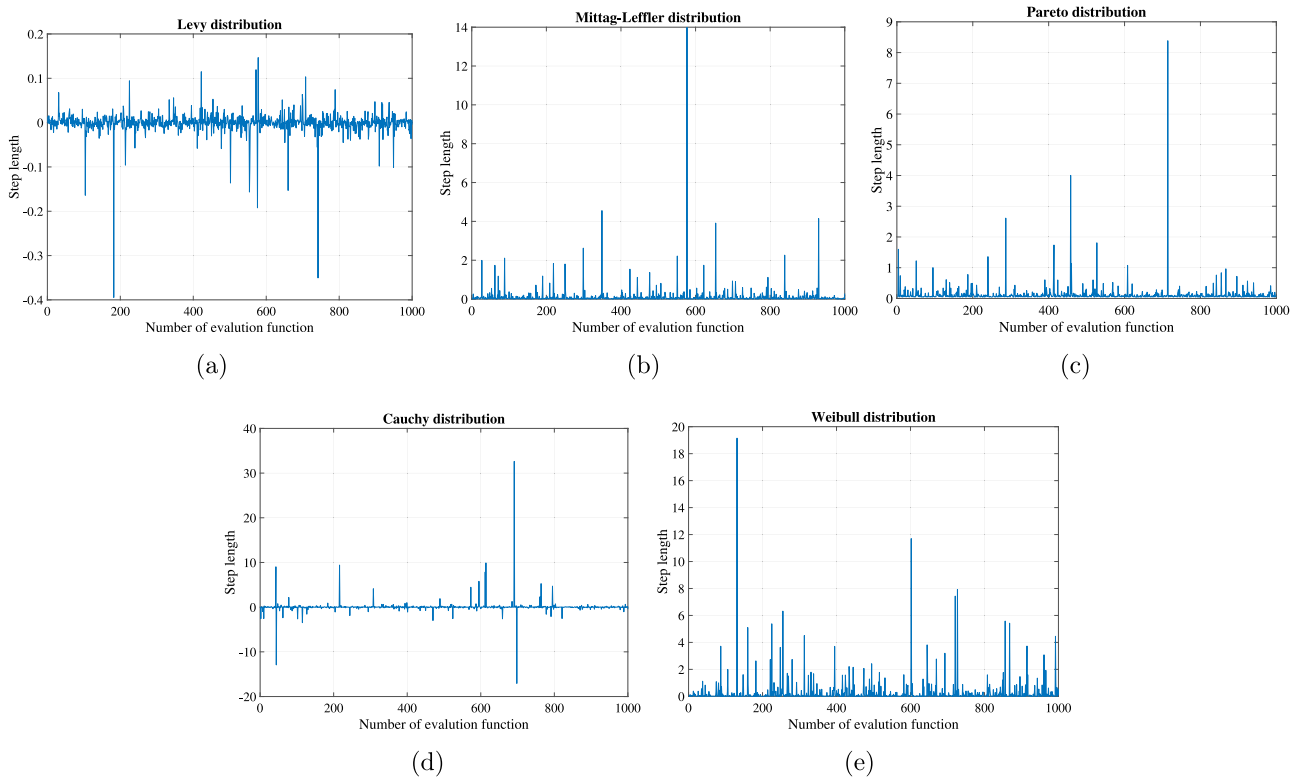 Levy distribution
0.2
0.1
0
-0.1
-0.2
-0.3
-0.4
Step length
0 200 400 600 800 1000
Number of evalution function
(a)
Mittag-Leffler distribution
14
12
10
8
6
4
2
0
Step length
0 200 400 600 800 1000
Number of evalution function
(b)
Pareto distribution
9
8
7
6
5
4
3
2
1
0
Step length
0 200 400 600 800 1000
Number of evalution function
(c)
Cauchy distribution
40
30
20
10
0
-10
-20
Step length
0 200 400 600 800 1000
Number of evalution function
(d)
Weibull distribution
20
18
16
14
12
10
8
6
4
2
0
Step length
0 200 400 600 800 1000
Number of evalution function
(e)